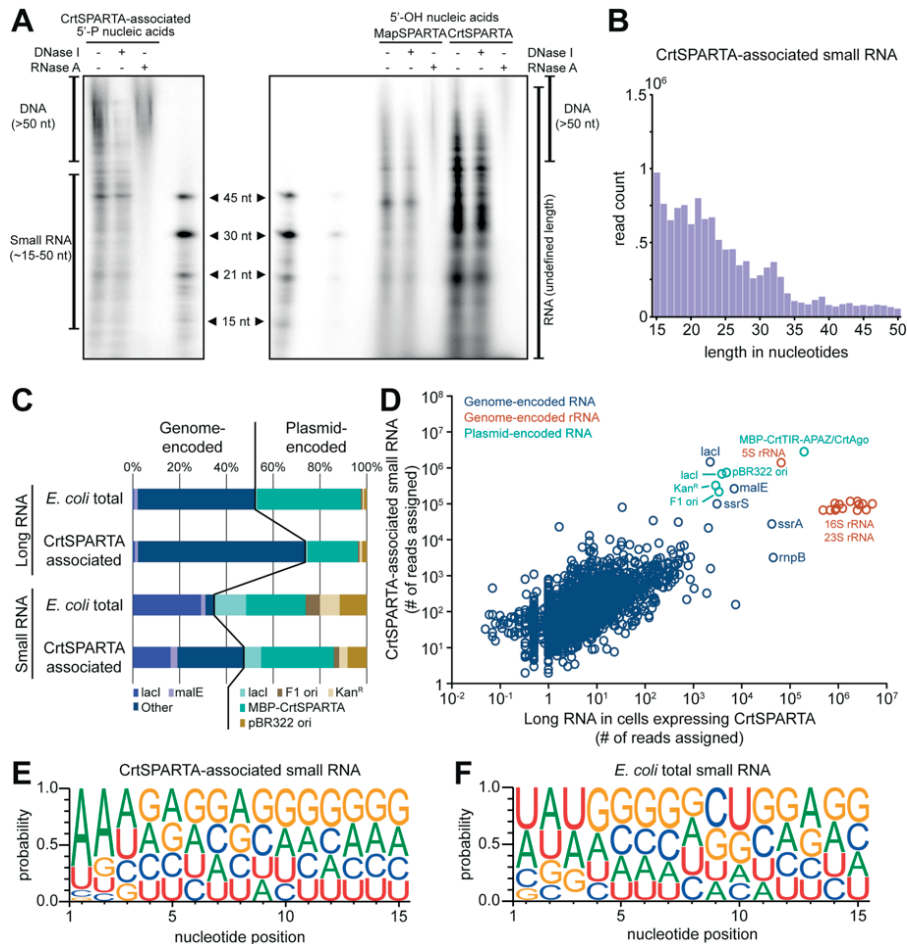 A
CrtSPARTA-associated
5'-P nucleic acids
- + - DNase I
- - + RNase A
5'-OH nucleic acids
MapSPARTA CrtSPARTA
- + - - + - DNase I
- - + - - + RNase A
DNA
(>50 nt)
Small RNA
(~15-50 nt)
45 nt
30 nt
21 nt
15 nt
RNA (undefined length)
DNA
(>50 nt)
B
CrtSPARTA-associated small RNA
10^6
1.5
1
.5
0
read count
15 20 25 30 35 40 45 50
length in nucleotides
C
Genome-encoded
Plasmid-encoded
0% 20% 40% 60% 80% 100%
Long RNA
E. coli total
CrtSPARTA
associated
Small RNA
E. coli total
CrtSPARTA
associated
lacI malE
Other
lacI F1 ori Kan^R
MBP-CrtSPARTA
pBR322 ori
D
CrtSPARTA-associated small RNA
(# of reads assigned)
10^8
10^7
10^6
10^5
10^4
10^3
10^2
10^1
1
Genome-encoded RNA
Genome-encoded rRNA
Plasmid-encoded RNA
MBP-CrtTIR-APAZ/CrtAgo
lacI 5S rRNA
lacI pBR322 ori
Kan^R malE
F1 ori ssrS
ssrA 16S rRNA
23S rRNA
rnpB
10^-2 10^-1 1 10^1 10^2 10^3 10^4 10^5 10^6 10^7
Long RNA in cells expressing CrtSPARTA
(# of reads assigned)
E
CrtSPARTA-associated small RNA
1.0
0.5
0.0
probability
AAAGAGGAGGGGGGG
1 5 10 15
nucleotide position
F
E. coli total small RNA
1.0
0.5
0.0
probability
UAUGGGGGCUGGAGG
1 5 10 15
nucleotide position